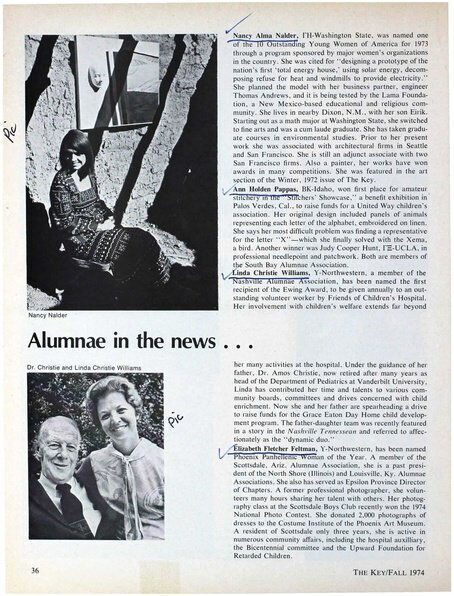 Pic
Nancy Nalder
Nancy Alma Nalder, ΓΗ-Washington State, was named one
of the 10 Outstanding Young Women of America for 1973
through a program sponsored by major women's organizations
in the country. She was cited for "designing a prototype of the
nation's first 'total energy house,' using solar energy, decom-
posing refuse for heat and windmills to provide electricity."
She planned the model with her business partner, engineer
Thomas Andrews, and it is being tested by the Lama Founda-
tion, a New Mexico-based educational and religious com-
munity. She lives in nearby Dixon, N.M., with her son Eirik.
Starting out as a math major at Washington State, she switched
to fine arts and was a cum laude graduate. She has taken gradu-
ate courses in environmental studies. Prior to her present
work she was associated with architectural firms in Seattle
and San Francisco. She is still an adjunct associate with two
San Francisco firms. Also a painter, her works have won
awards in many competitions. She was featured in the art
section of the Winter, 1972 issue of The Key.
Ann Holden Pappas, BK-Idaho, won first place for amateur
stitchery in the "Stitchers' Showcase," a benefit exhibition in
Palos Verdes, Cal., to raise funds for a United Way children's
association. Her original design included panels of animals
representing each letter of the alphabet, embroidered on linen.
She says her most difficult problem was finding a representative
for the letter "X"—which she finally solved with the Xema,
a bird. Another winner was Judy Cooper Hunt, ΓΞ-UCLA, in
professional needlepoint and patchwork. Both are members of
the South Bay Alumnae Association.
Linda Christie Williams, Υ-Northwestern, a member of the
Nashville Alumnae Association, has been named the first
recipient of the Ewing Award, to be given annually to an out-
standing volunteer worker by Friends of Children's Hospital.
Her involvement with children's welfare extends far beyond
Alumnae in the news . . .
Dr. Christie and Linda Christie Williams
Pic
her many activities at the hospital. Under the guidance of her
father, Dr. Amos Christie, now retired after many years as
head of the Department of Pediatrics at Vanderbilt University,
Linda has contributed her time and talents to various com-
munity boards, committees and drives concerned with child
enrichment. Now she and her father are spearheading a drive
to raise funds for the Grace Eaton Day Home child develop-
ment program. The father-daughter team was recently featured
in a story in the Nashville Tennessean and referred to affec-
tionately as the "dynamic duo."
Elizabeth Fletcher Feltman, Υ-Northwestern, has been named
Phoenix Panhellenic Woman of the Year. A member of the
Scottsdale, Ariz. Alumnae Association, she is a past presi-
dent of the North Shore (Illinois) and Louisville, Ky. Alumnae
Associations. She also has served as Epsilon Province Director
of Chapters. A former professional photographer, she volun-
teers many hours sharing her talent with others. Her photog-
raphy class at the Scottsdale Boys Club recently won the 1974
National Photo Contest. She donated 2,000 photographs of
dresses to the Costume Institute of the Phoenix Art Museum.
A resident of Scottsdale only three years, she is active in
numerous community affairs, including the hospital auxilliary,
the Bicentennial committee and the Upward Foundation for
Retarded Children.
36
THE KEY/FALL 1974